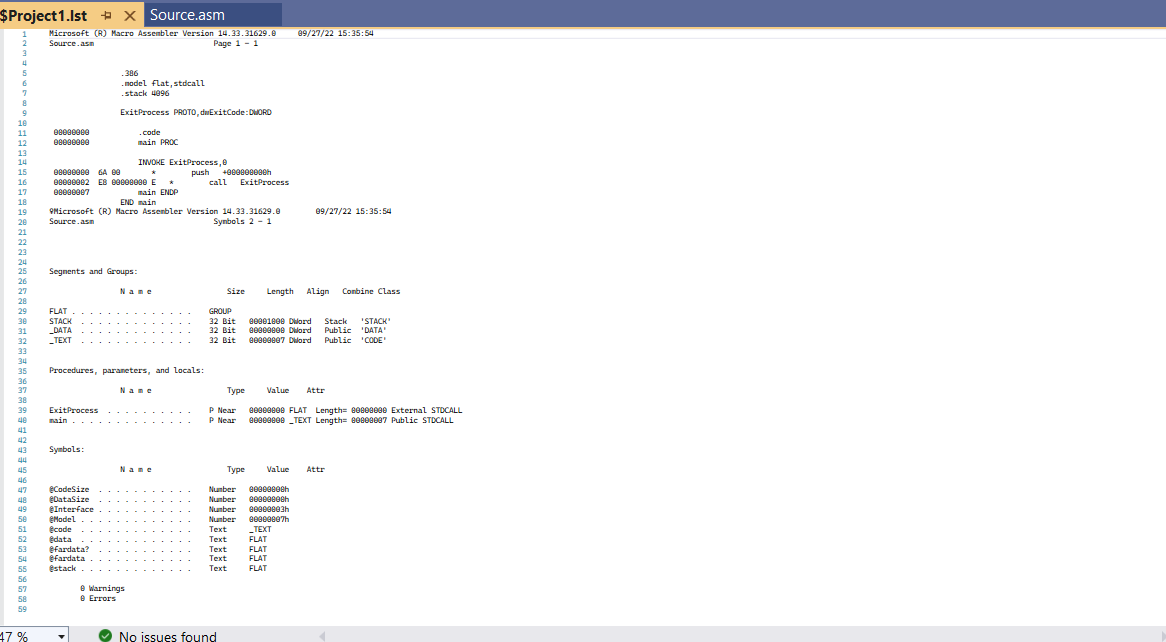 $Project1.lst Source.asm
1 Microsoft (R) Macro Assembler Version 14.33.31629.0 09/27/22 15:35:54
2 Source.asm Page 1 - 1
3
4
5 .386
6 .model flat,stdcall
7 .stack 4096
8
9 ExitProcess PROTO,dwExitCode:DWORD
10
11 00000000 .code
12 00000000 main PROC
13
14 INVOKE ExitProcess,0
15 00000000 6A 00 * push +000000000h
16 00000002 E8 00000000 E * call ExitProcess
17 00000007 main ENDP
18 END main
19 ♀Microsoft (R) Macro Assembler Version 14.33.31629.0 09/27/22 15:35:54
20 Source.asm Symbols 2 - 1
21
22
23
24
25 Segments and Groups:
26
27 N a m e Size Length Align Combine Class
28
29 FLAT . . . . . . . . . . . . . . GROUP
30 STACK . . . . . . . . . . . . . 32 Bit 00001000 DWord Stack 'STACK'
31 _DATA . . . . . . . . . . . . . 32 Bit 00000000 DWord Public 'DATA'
32 _TEXT . . . . . . . . . . . . . 32 Bit 00000007 DWord Public 'CODE'
33
34
35 Procedures, parameters, and locals:
36
37 N a m e Type Value Attr
38
39 ExitProcess . . . . . . . . . . P Near 00000000 FLAT Length= 00000000 External STDCALL
40 main . . . . . . . . . . . . . . P Near 00000000 _TEXT Length= 00000007 Public STDCALL
41
42
43 Symbols:
44
45 N a m e Type Value Attr
46
47 @CodeSize . . . . . . . . . . . Number 00000000h
48 @DataSize . . . . . . . . . . . Number 00000000h
49 @Interface . . . . . . . . . . . Number 00000003h
50 @Model . . . . . . . . . . . . . Number 00000007h
51 @code . . . . . . . . . . . . . Text _TEXT
52 @data . . . . . . . . . . . . . Text FLAT
53 @fardata? . . . . . . . . . . . Text FLAT
54 @fardata . . . . . . . . . . . . Text FLAT
55 @stack . . . . . . . . . . . . . Text FLAT
56
57 0 Warnings
58 0 Errors
59
47 % No issues found